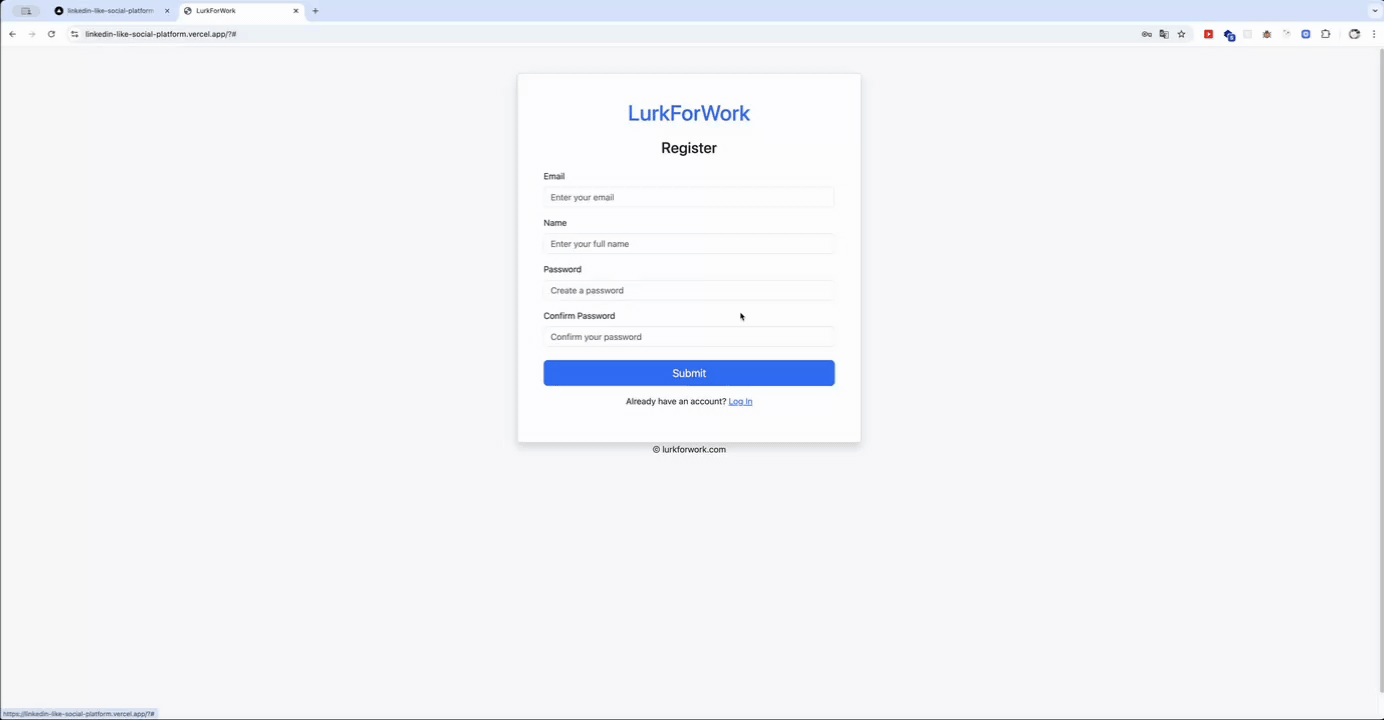 linkedin-like-social-platform
LurkForWork
linkedin-like-social-platform.vercel.app/?#
LurkForWork
Register
Email
Enter your email
Name
Enter your full name
Password
Create a password
Confirm Password
Confirm your password
Submit
Already have an account? Log In
© lurkforwork.com
https://linkedin-like-social-platform.vercel.app/?#